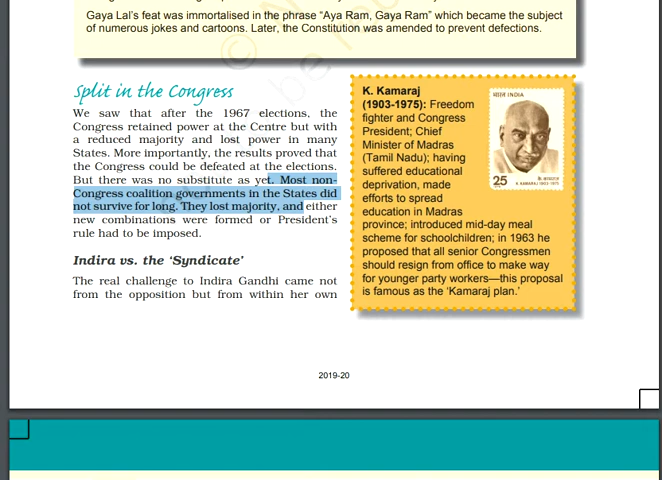 Gaya Lal's feat was immortalised in the phrase "Aya Ram, Gaya Ram" which became the subject
of numerous jokes and cartoons. Later, the Constitution was amended to prevent defections.
Split in the Congress
We saw that after the 1967 elections, the
Congress retained power at the Centre but with
a reduced majority and lost power in many
States. More importantly, the results proved that
the Congress could be defeated at the elections.
But there was no substitute as yet. Most non-
Congress coalition governments in the States did
not survive for long. They lost majority, and either
new combinations were formed or President's
rule had to be imposed.
Indira vs. the 'Syndicate'
The real challenge to Indira Gandhi came not
from the opposition but from within her own
K. Kamaraj
(1903-1975): Freedom
fighter and Congress
President; Chief
Minister of Madras
(Tamil Nadu); having
suffered educational
deprivation, made
efforts to spread
education in Madras
province; introduced mid-day meal
scheme for schoolchildren; in 1963 he
proposed that all senior Congressmen
should resign from office to make way
for younger party workers—this proposal
is famous as the 'Kamaraj plan.'
भारत INDIA
25
K. KAMARAJ 1903-1975
2019-20